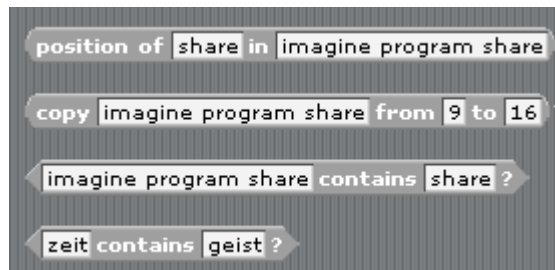 position of share in imagine program share
copy imagine program share from 9 to 16
imagine program share contains share ?
zeit contains geist ?